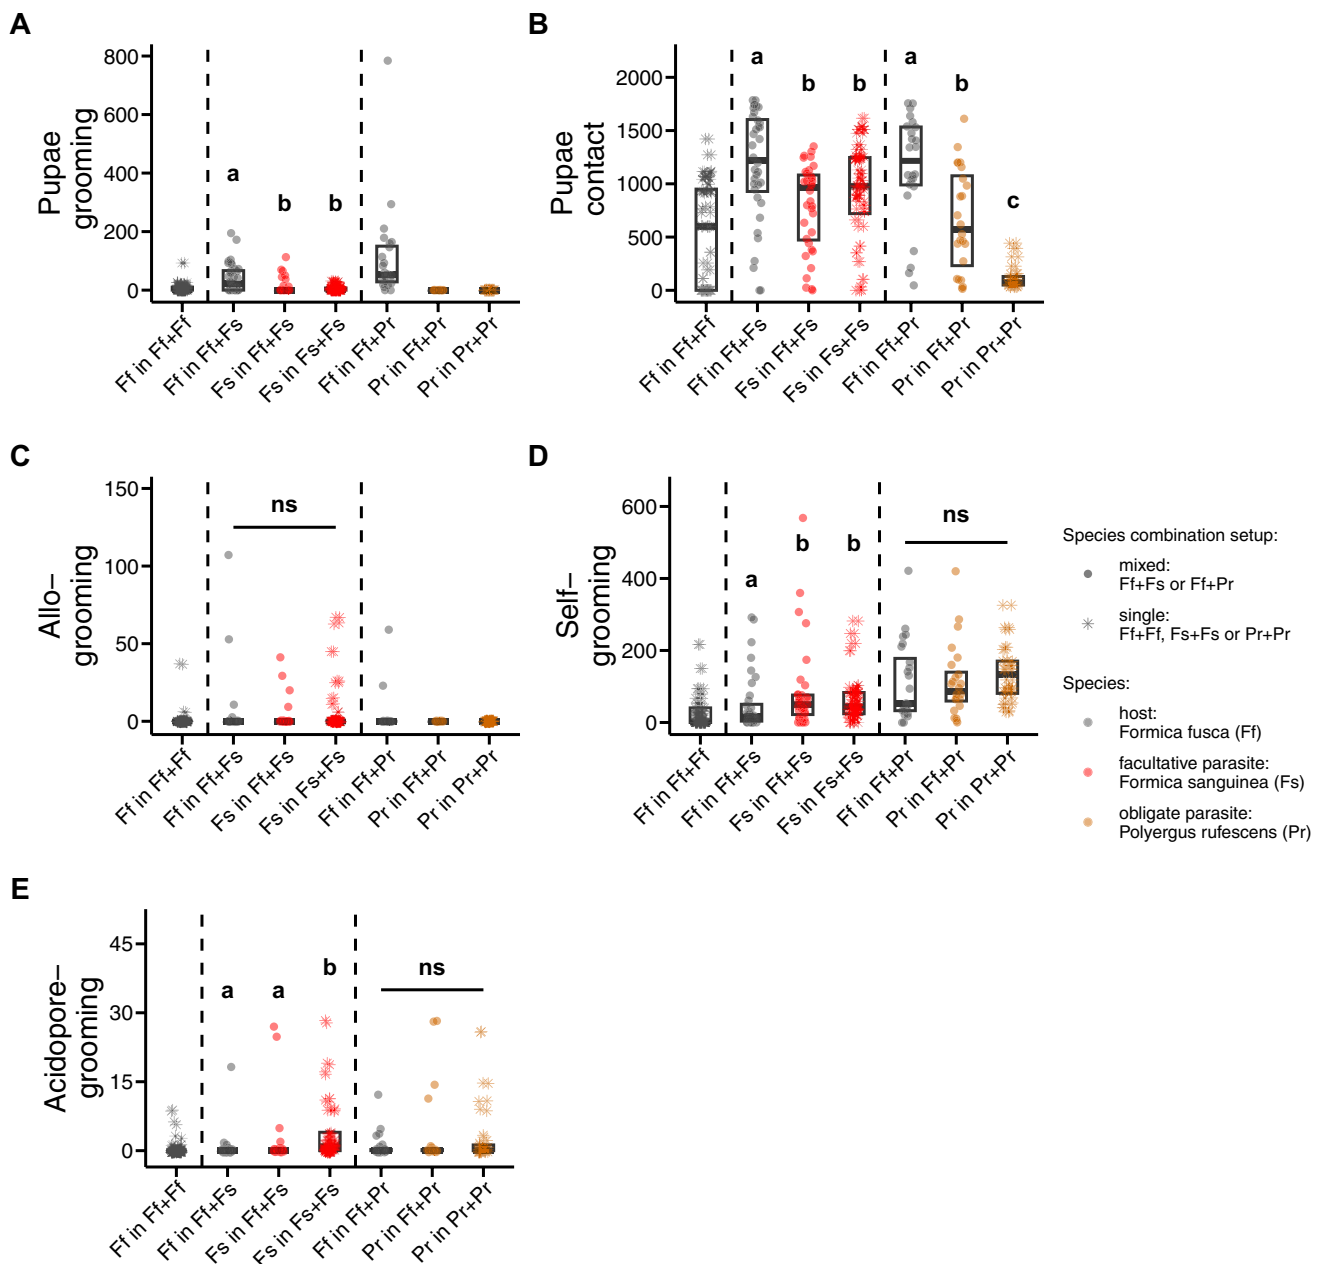 A
Pupae
grooming
800
600
400
200
0
a
b
b
Ff in Ff+Ff
Ff in Ff+Fs
Fs in Ff+Fs
Fs in Fs+Fs
Ff in Ff+Pr
Pr in Ff+Pr
Pr in Pr+Pr
B
Pupae
contact
2000
1500
1000
500
0
a
b
b
a
b
c
Ff in Ff+Ff
Ff in Ff+Fs
Fs in Ff+Fs
Fs in Fs+Fs
Ff in Ff+Pr
Pr in Ff+Pr
Pr in Pr+Pr
C
Allo–
grooming
150
100
50
0
ns
Ff in Ff+Ff
Ff in Ff+Fs
Fs in Ff+Fs
Fs in Fs+Fs
Ff in Ff+Pr
Pr in Ff+Pr
Pr in Pr+Pr
D
Self–
grooming
600
400
200
0
a
b
b
ns
Ff in Ff+Ff
Ff in Ff+Fs
Fs in Ff+Fs
Fs in Fs+Fs
Ff in Ff+Pr
Pr in Ff+Pr
Pr in Pr+Pr
Species combination setup:
mixed:
Ff+Fs or Ff+Pr
single:
Ff+Ff, Fs+Fs or Pr+Pr
Species:
host:
Formica fusca (Ff)
facultative parasite:
Formica sanguinea (Fs)
obligate parasite:
Polyergus rufescens (Pr)
E
Acidopore–
grooming
45
30
15
0
a
a
b
ns
Ff in Ff+Ff
Ff in Ff+Fs
Fs in Ff+Fs
Fs in Fs+Fs
Ff in Ff+Pr
Pr in Ff+Pr
Pr in Pr+Pr